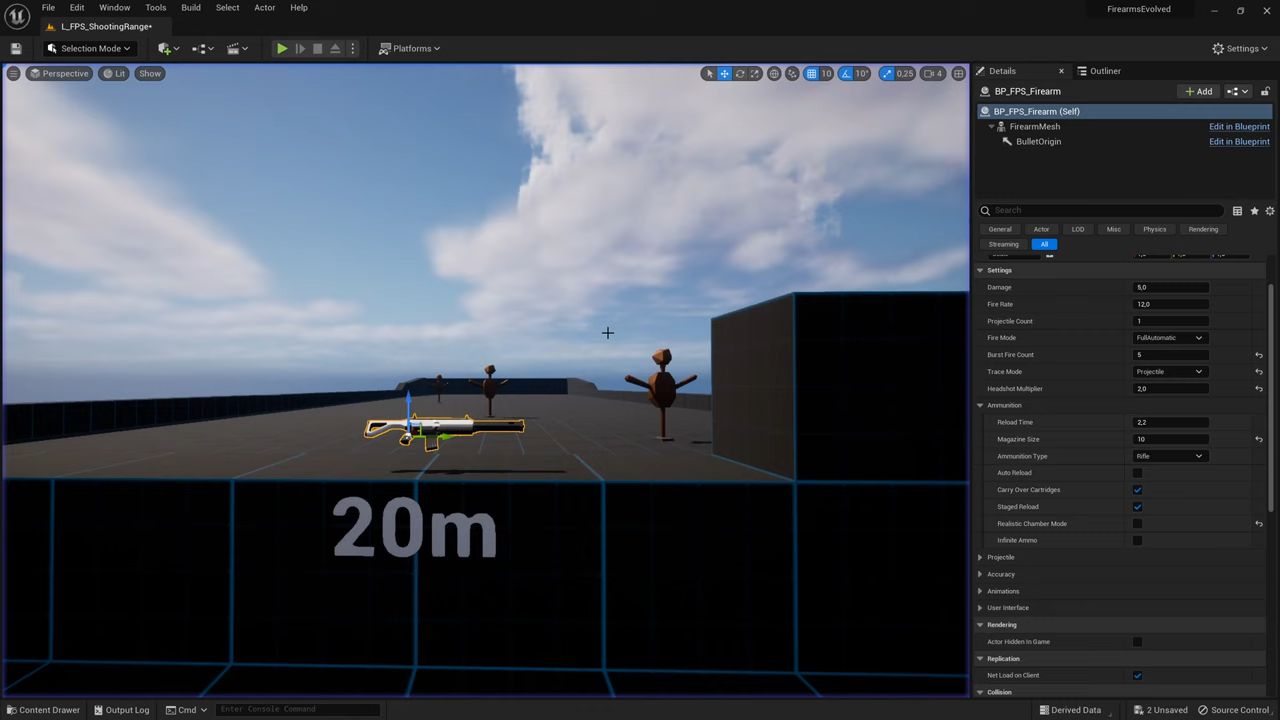 File Edit Window Tools Build Select Actor Help
FirearmsEvolved
L_FPS_ShootingRange*
Selection Mode
Platforms
Settings
Perspective Lit Show
10 10° 0,25 4
Details Outliner
BP_FPS_Firearm
+ Add
BP_FPS_Firearm (Self)
FirearmMesh Edit in Blueprint
BulletOrigin Edit in Blueprint
Search
General Actor LOD Misc Physics Rendering
Streaming All
Settings
Damage 5,0
Fire Rate 12,0
Projectile Count 1
Fire Mode FullAutomatic
Burst Fire Count 5
Trace Mode Projectile
Headshot Multiplier 2,0
Ammunition
Reload Time 2,2
Magazine Size 10
Ammunition Type Rifle
Auto Reload
Carry Over Cartridges
Staged Reload
Realistic Chamber Mode
Infinite Ammo
Projectile
Accuracy
Animations
User Interface
Rendering
Actor Hidden In Game
Replication
Net Load on Client
Collision
20m
Content Drawer Output Log Cmd Enter Console Command Derived Data 2 Unsaved Source Control